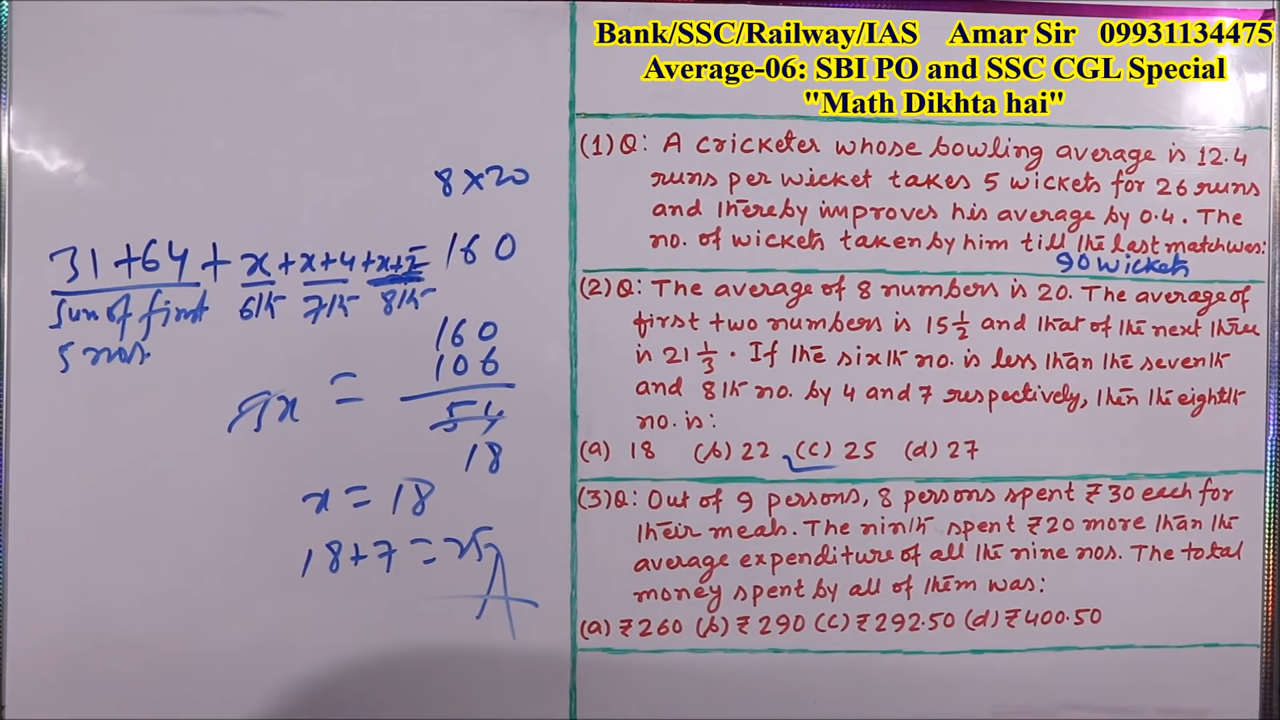 Bank/SSC/Railway/IAS Amar Sir 09931134475
Average-06: SBI PO and SSC CGL Special
"Math Dikhta hai"
8×20
31+64+x+x+4+x+7=160
Sum of first 6th 7th 8th
5 nos.
160
106
3x = 54
18
x = 18
18+7 = 25
A
(1)Q: A cricketer whose bowling average is 12.4
runs per wicket takes 5 wickets for 26 runs
and thereby improves his average by 0.4. The
no. of wickets taken by him till the last match was:
90 wickets
(2)Q: The average of 8 numbers is 20. The average of
first two numbers is 15 1/2 and that of the next three
is 21 1/3. If the sixth no. is less than the seventh
and 8th no. by 4 and 7 respectively, then the eighth
no. is:
(a) 18 (b) 22 (c) 25 (d) 27
(3)Q: Out of 9 persons, 8 persons spent ₹30 each for
their meals. The ninth spent ₹20 more than the
average expenditure of all the nine nos. The total
money spent by all of them was:
(a) ₹260 (b) ₹290 (c) ₹292.50 (d) ₹400.50